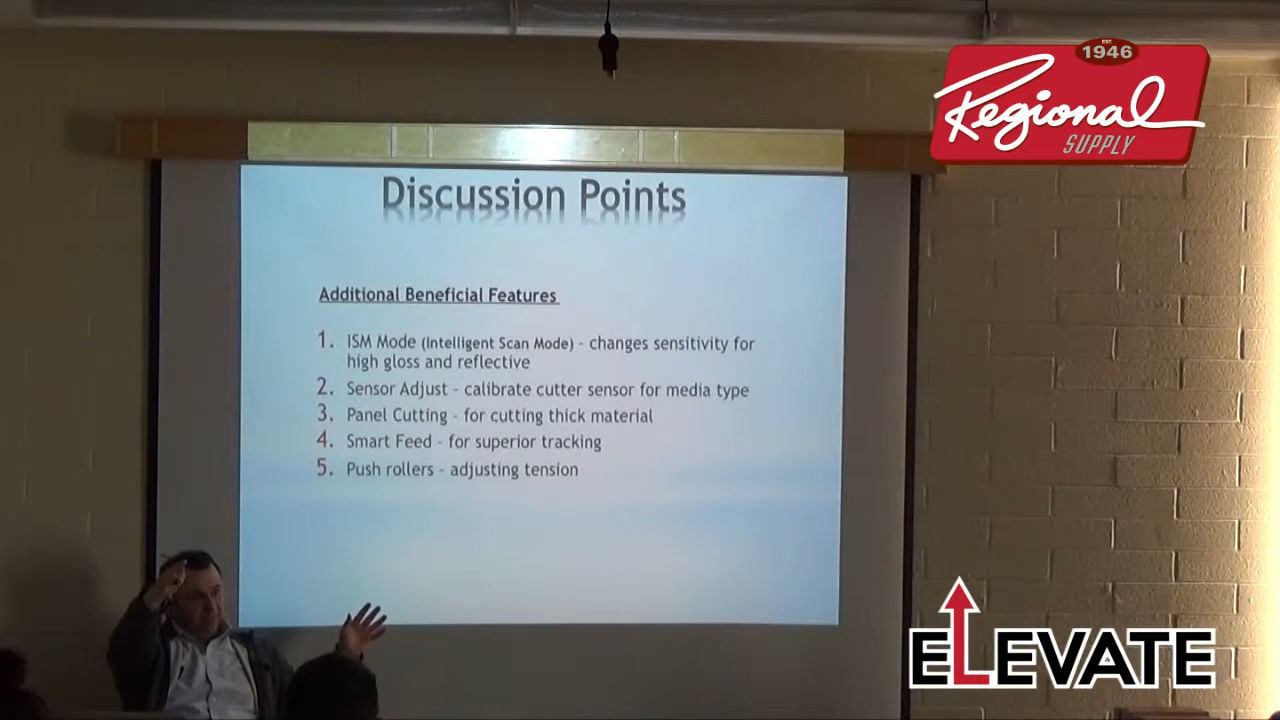 EST.
1946
Regional
SUPPLY
Discussion Points
Additional Beneficial Features
1. ISM Mode (Intelligent Scan Mode) - changes sensitivity for
high gloss and reflective
2. Sensor Adjust - calibrate cutter sensor for media type
3. Panel Cutting - for cutting thick material
4. Smart Feed - for superior tracking
5. Push rollers - adjusting tension
ELEVATE